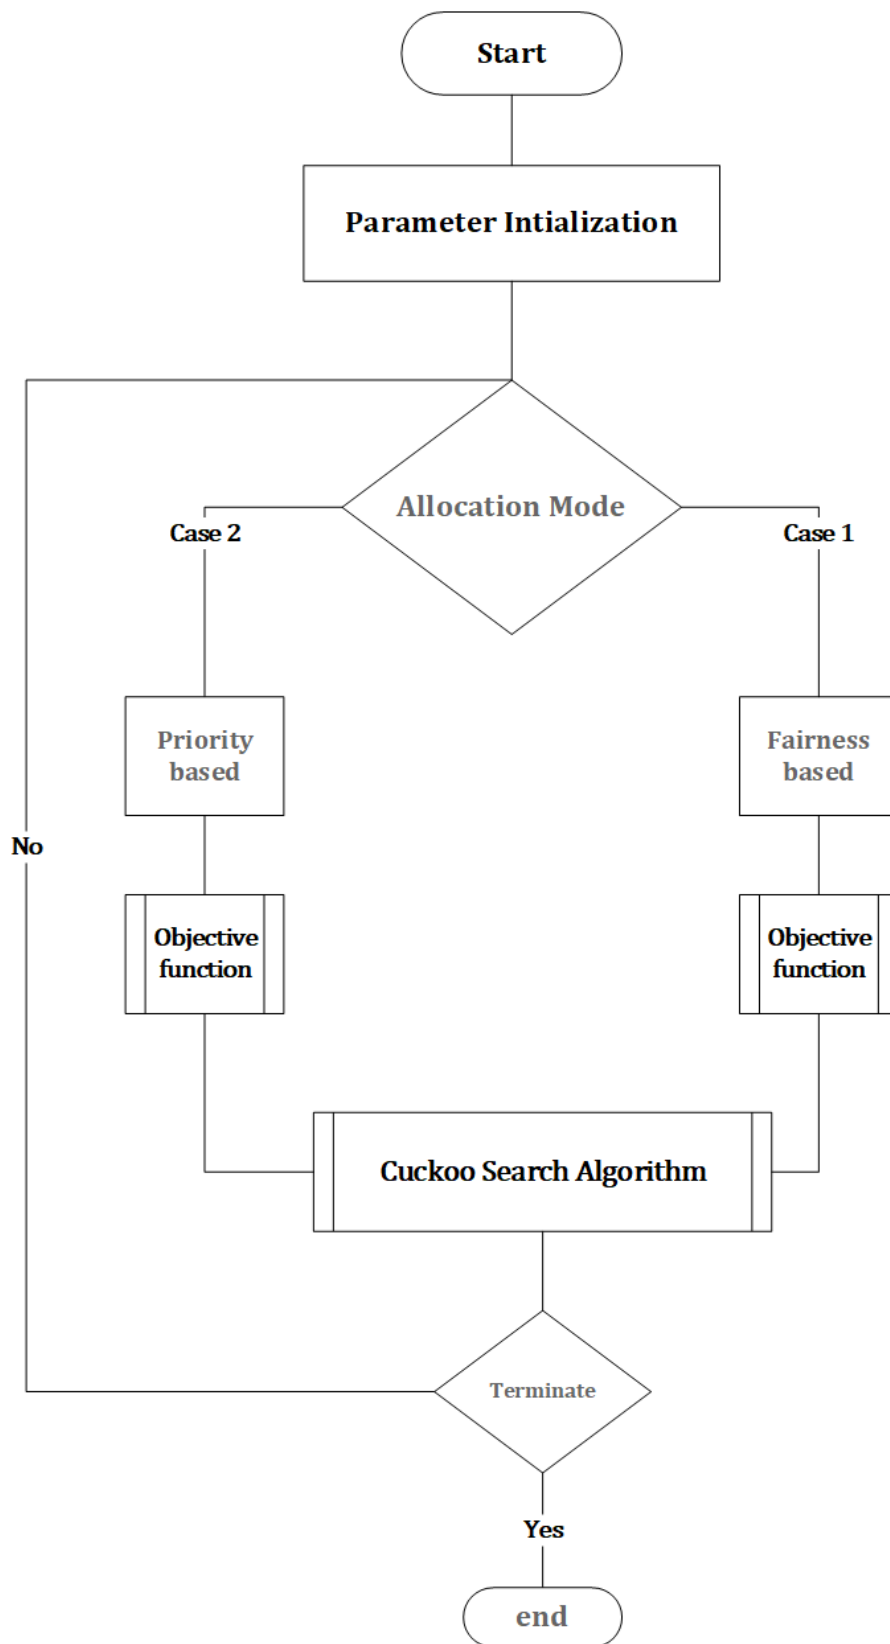 Start
Parameter Intialization
Allocation Mode
Case 2
Case 1
Priority
based
Fairness
based
No
Objective
function
Objective
function
Cuckoo Search Algorithm
Terminate
Yes
end